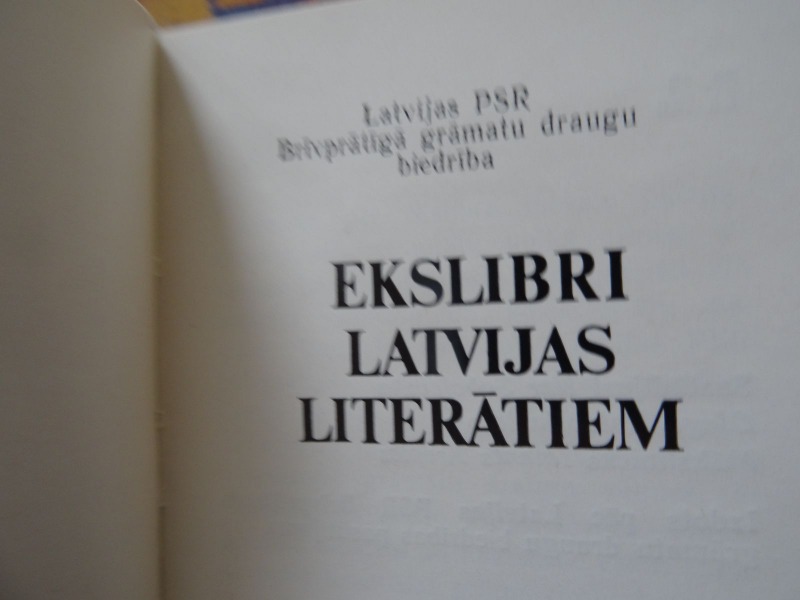 Latvijas PSR
Brīvprātīgā grāmatu draugu
biedrība
EKSLIBRI
LATVIJAS
LITERĀTIEM